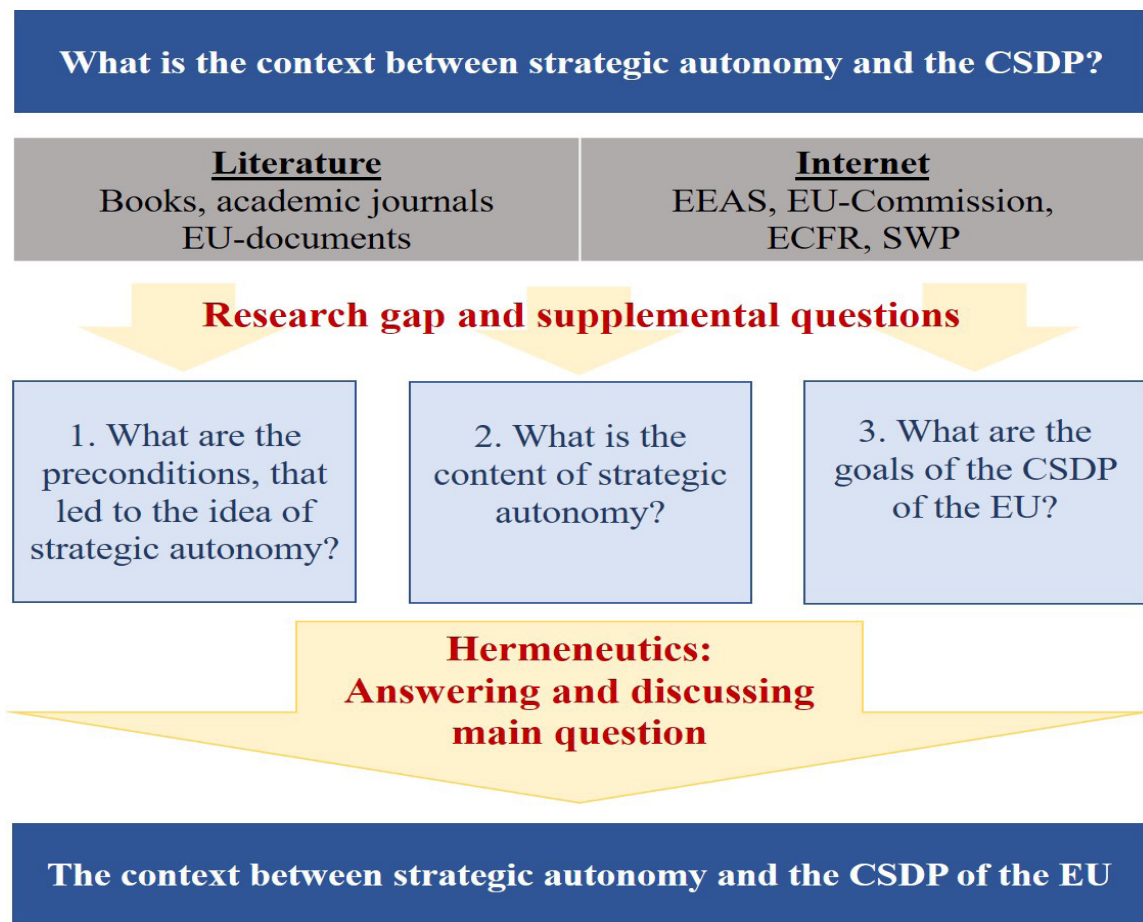 What is the context between strategic autonomy and the CSDP?
Literature
Books, academic journals
EU-documents
Internet
EEAS, EU-Commission,
ECFR, SWP
Research gap and supplemental questions
1. What are the
preconditions, that
led to the idea of
strategic autonomy?
2. What is the
content of strategic
autonomy?
3. What are the
goals of the CSDP
of the EU?
Hermeneutics:
Answering and discussing
main question
The context between strategic autonomy and the CSDP of the EU